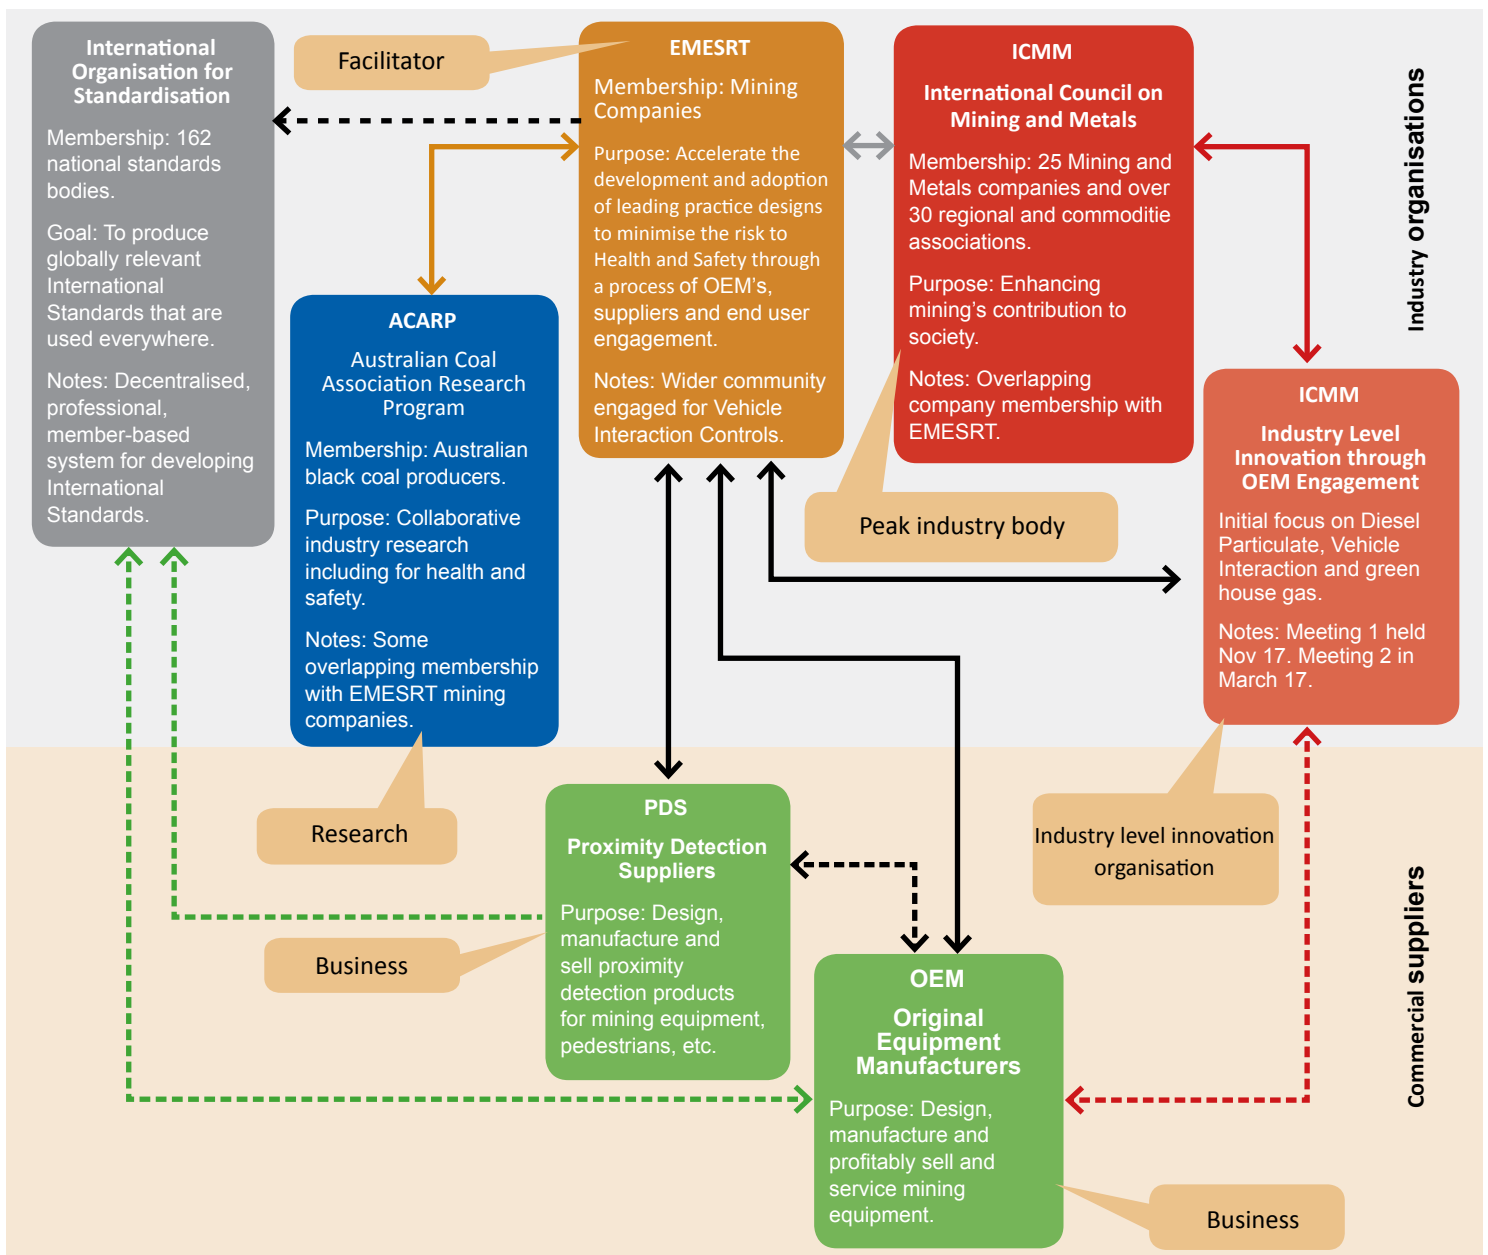 International
Organisation for
Standardisation
Membership: 162
national standards
bodies.
Goal: To produce
globally relevant
International
Standards that are
used everywhere.
Notes: Decentralised,
professional,
member-based
system for developing
International
Standards.
Facilitator
EMESRT
Membership: Mining
Companies
Purpose: Accelerate the
development and adoption
of leading practice designs
to minimise the risk to
Health and Safety through
a process of OEM's,
suppliers and end user
engagement.
Notes: Wider community
engaged for Vehicle
Interaction Controls.
ICMM
International Council on
Mining and Metals
Membership: 25 Mining and
Metals companies and over
30 regional and commoditie
associations.
Purpose: Enhancing
mining's contribution to
society.
Notes: Overlapping
company membership with
EMESRT.
Peak industry body
Industry organisations
ACARP
Australian Coal
Association Research
Program
Membership: Australian
black coal producers.
Purpose: Collaborative
industry research
including for health and
safety.
Notes: Some
overlapping membership
with EMESRT mining
companies.
Research
ICMM
Industry Level
Innovation through
OEM Engagement
Initial focus on Diesel
Particulate, Vehicle
Interaction and green
house gas.
Notes: Meeting 1 held
Nov 17. Meeting 2 in
March 17.
Industry level innovation
organisation
PDS
Proximity Detection
Suppliers
Purpose: Design,
manufacture and
sell proximity
detection products
for mining equipment,
pedestrians, etc.
Business
OEM
Original
Equipment
Manufacturers
Purpose: Design,
manufacture and
profitably sell and
service mining
equipment.
Business
Commercial suppliers